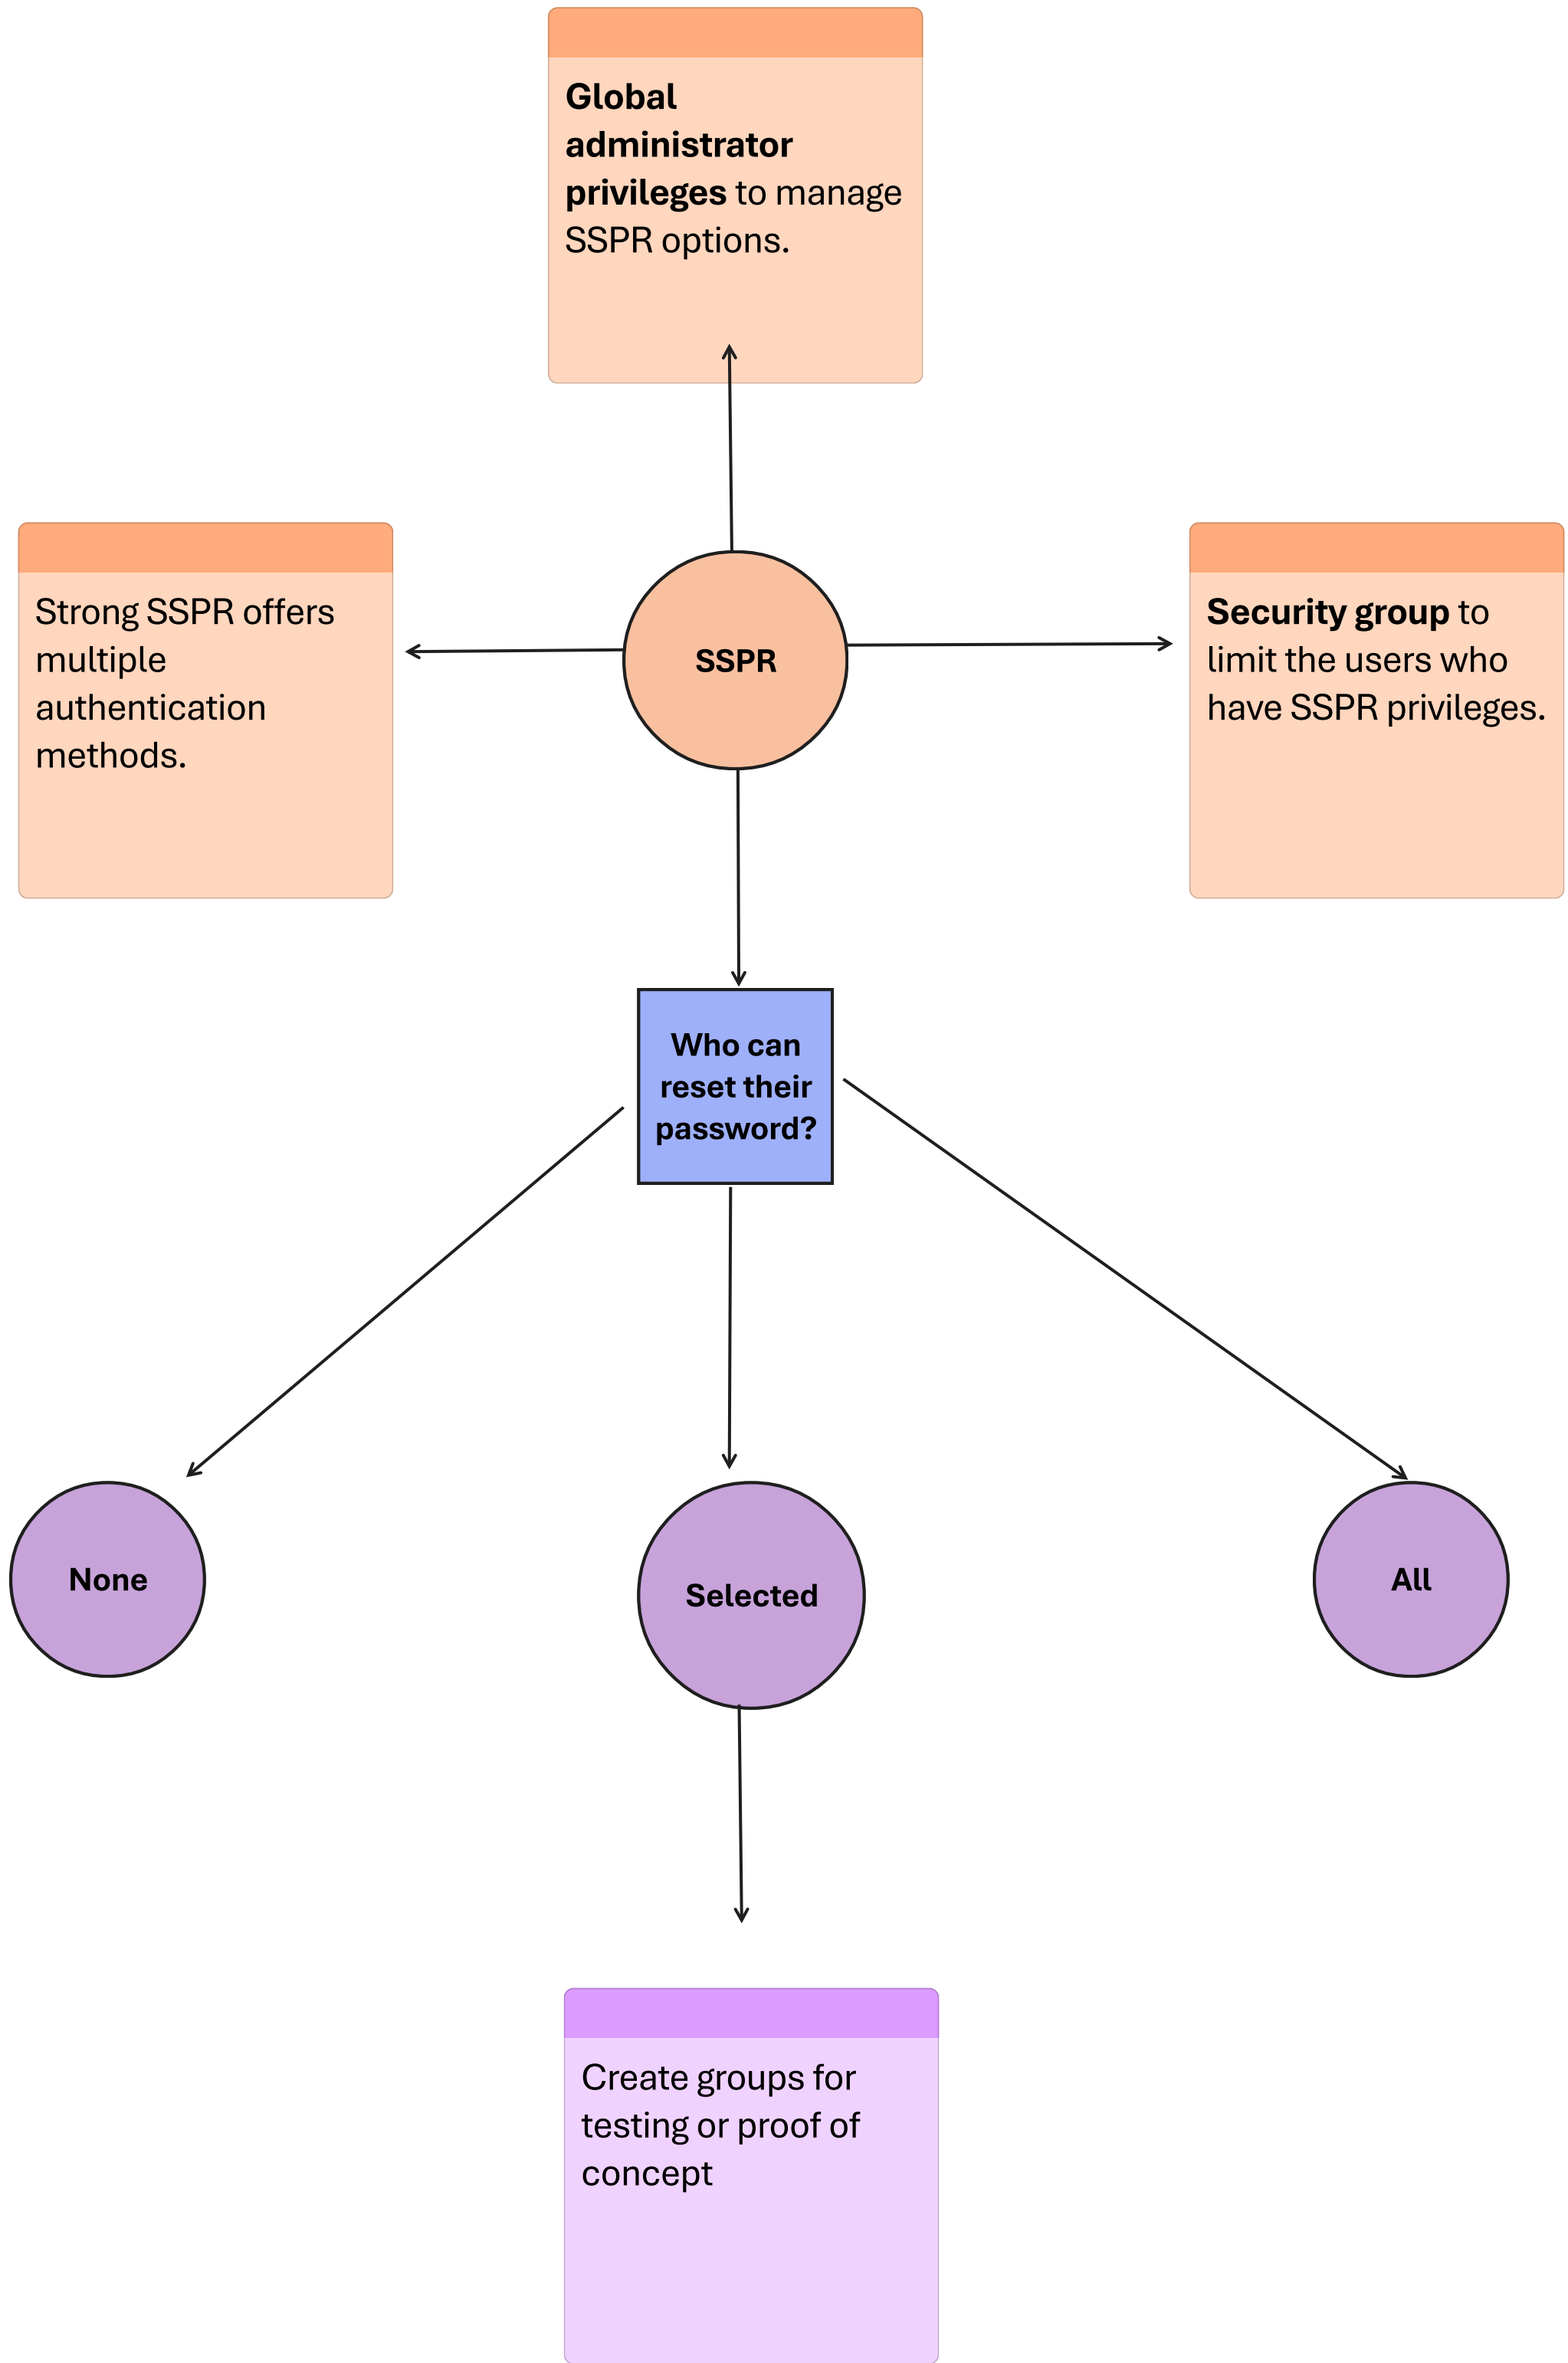 Global
administrator
privileges to manage
SSPR options.
Strong SSPR offers
multiple
authentication
methods.
SSPR
Security group to
limit the users who
have SSPR privileges.
Who can
reset their
password?
None
Selected
All
Create groups for
testing or proof of
concept